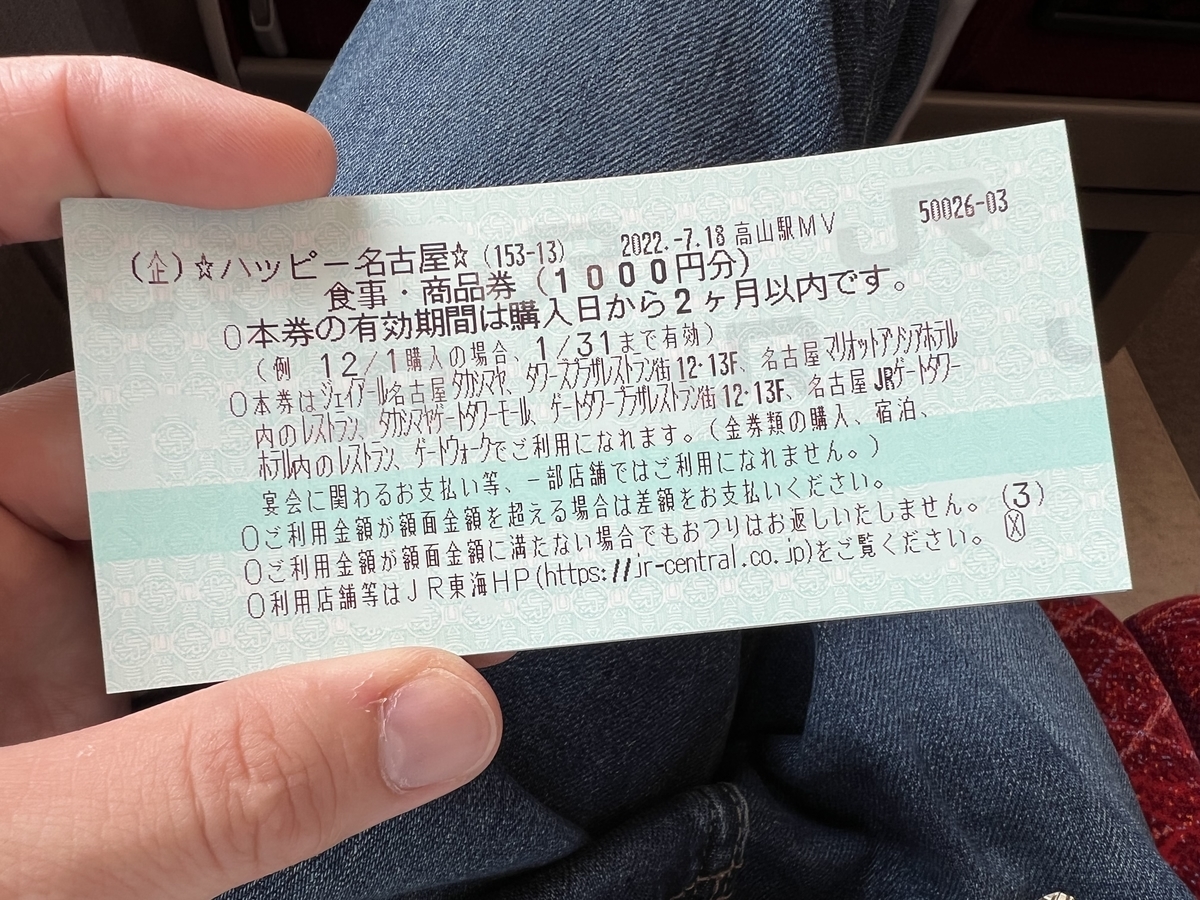 50026-03
(企)☆ハッピー名古屋☆(153-13) 2022.-7.18 高山駅MV
食事・商品券(1000円分)
○本券の有効期間は購入日から2ヶ月以内です。
(例 12/1購入の場合、1/31まで有効)
○本券はジェイアール名古屋タカシマヤ、タワーズプラザレストラン街12・13F、名古屋マリオットアソシアホテル
内のレストラン、タカシマヤゲートタワーモール、ゲートタワープラザレストラン街12・13F、名古屋JRゲートタワー
ホテル内のレストラン、ゲートウォークでご利用になれます。(金券類の購入、宿泊、
宴会に関わるお支払い等、一部店舗ではご利用になれません。)
○ご利用金額が額面金額を超える場合は差額をお支払いください。
○ご利用金額が額面金額に満たない場合でもおつりはお返しいたしません。 (3)
○利用店舗等はJR東海HP(https://jr-central.co.jp)をご覧ください。 X